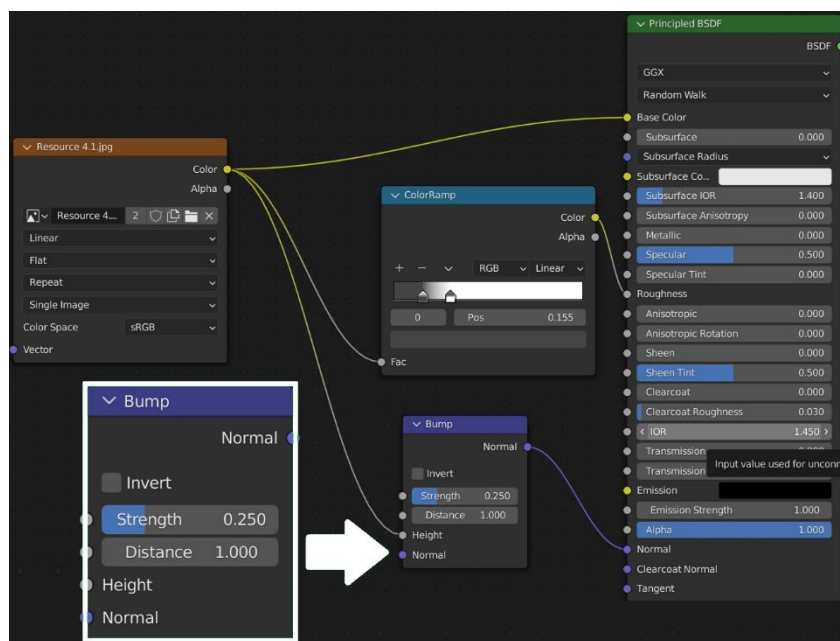 Resource 4.1.jpg
Color
Alpha
Resource 4.... 2
Linear
Flat
Repeat
Single Image
Color Space sRGB
Vector
Bump
Normal
Invert
Strength 0.250
Distance 1.000
Height
Normal
ColorRamp
Color
Alpha
+ − RGB Linear
0 Pos 0.155
Fac
Bump
Normal
Invert
Strength 0.250
Distance 1.000
Height
Normal
Principled BSDF
BSDF
GGX
Random Walk
Base Color
Subsurface 0.000
Subsurface Radius
Subsurface Co...
Subsurface IOR 1.400
Subsurface Anisotropy 0.000
Metallic 0.000
Specular 0.500
Specular Tint 0.000
Roughness
Anisotropic 0.000
Anisotropic Rotation 0.000
Sheen 0.000
Sheen Tint 0.500
Clearcoat 0.000
Clearcoat Roughness 0.030
IOR 1.450
Transmission
Transmission
Input value used for unconn
Emission
Emission Strength 1.000
Alpha 1.000
Normal
Clearcoat Normal
Tangent